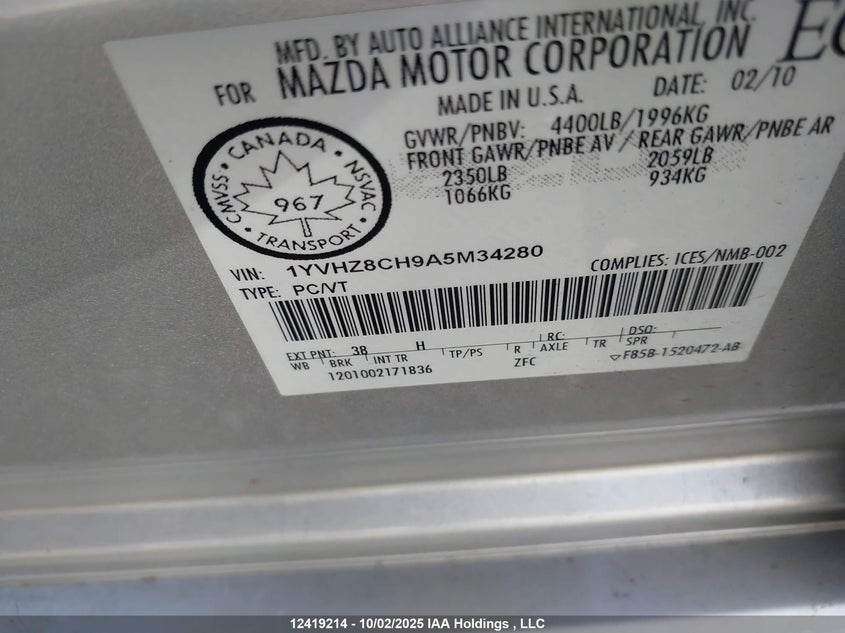 MFD. BY AUTO ALLIANCE INTERNATIONAL, INC.
FOR MAZDA MOTOR CORPORATION
MADE IN U.S.A. DATE: 02/10
GVWR/PNBV: 4400LB/1996KG
FRONT GAWR/PNBE AV / REAR GAWR/PNBE AR
2350LB 2059LB
1066KG 934KG
CANADA
CMVSS · NSVAC
967
TRANSPORT
VIN: 1YVHZ8CH9A5M34280 COMPLIES: ICES/NMB-002
TYPE: PC/VT
EXT PNT: 38 H RC: DSO:
WB BRK INT TR TP/PS R AXLE TR SPR
1201002171836 ZFC ▽F85B-1520472-AB
12419214 - 10/02/2025 IAA Holdings , LLC